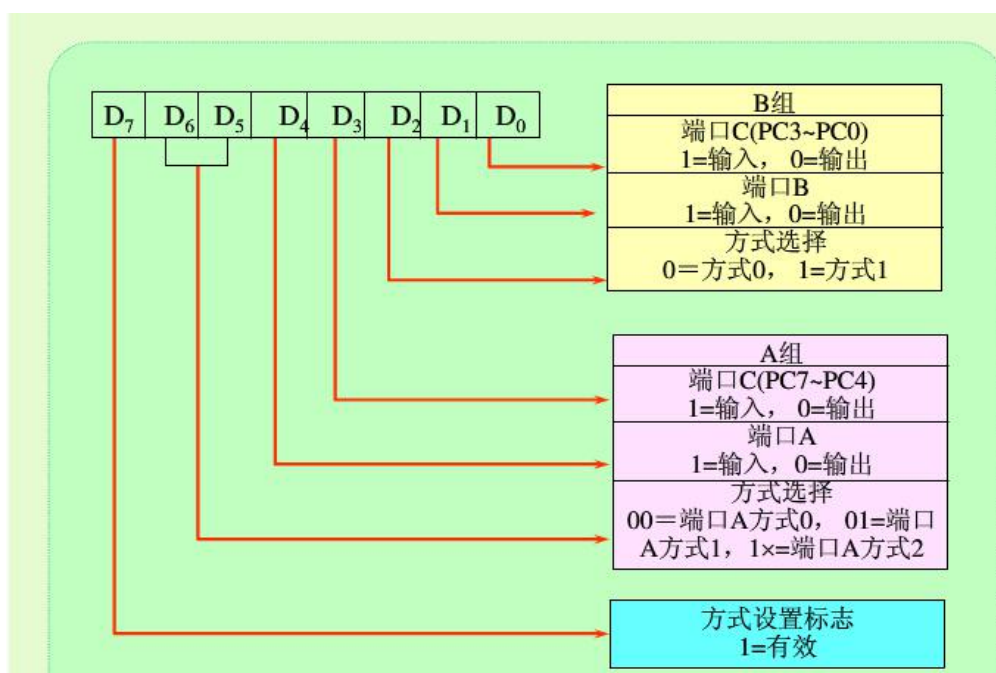 D7 D6 D5 D4 D3 D2 D1 D0
B组
端口C(PC3~PC0)
1=输入， 0=输出
端口B
1=输入，0=输出
方式选择
0＝方式0， 1=方式1
A组
端口C(PC7~PC4)
1=输入， 0=输出
端口A
1=输入，0=输出
方式选择
00＝端口A方式0， 01=端口
A方式1，1×=端口A方式2
方式设置标志
1=有效